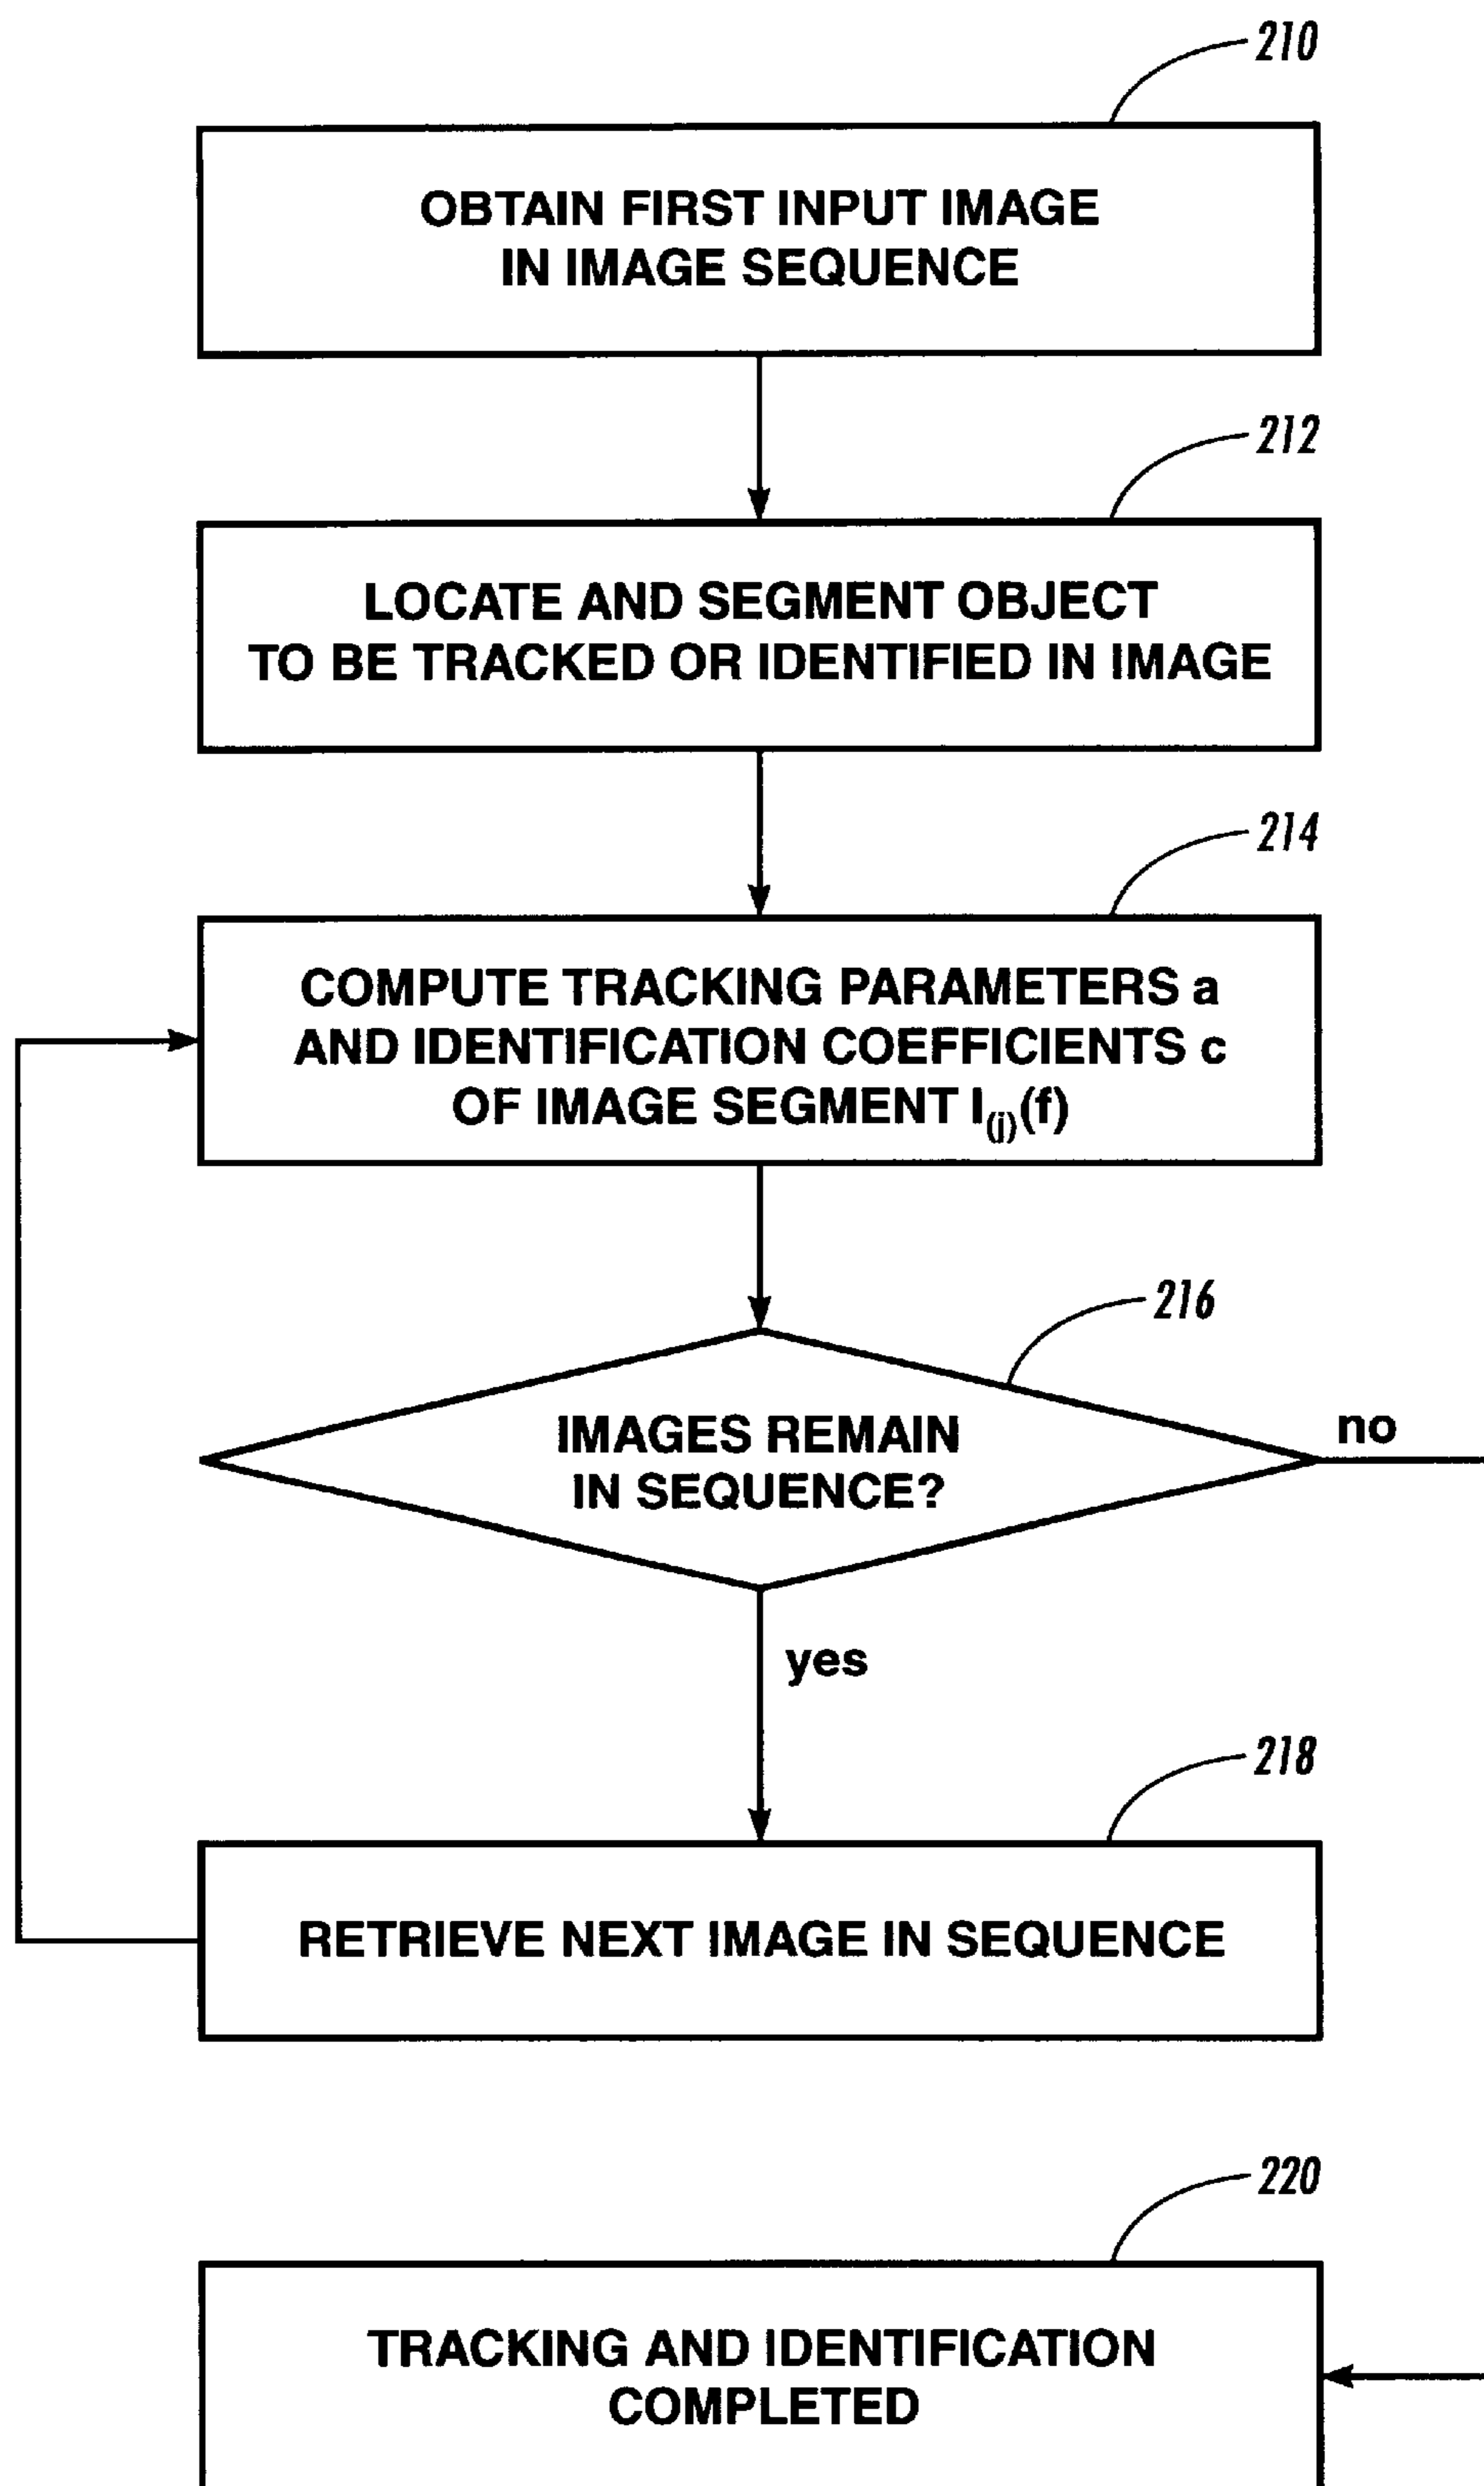 210
OBTAIN FIRST INPUT IMAGE
IN IMAGE SEQUENCE
212
LOCATE AND SEGMENT OBJECT
TO BE TRACKED OR IDENTIFIED IN IMAGE
214
COMPUTE TRACKING PARAMETERS a
AND IDENTIFICATION COEFFICIENTS c
OF IMAGE SEGMENT I(j)(f)
216
IMAGES REMAIN
IN SEQUENCE?
no
yes
218
RETRIEVE NEXT IMAGE IN SEQUENCE
220
TRACKING AND IDENTIFICATION
COMPLETED